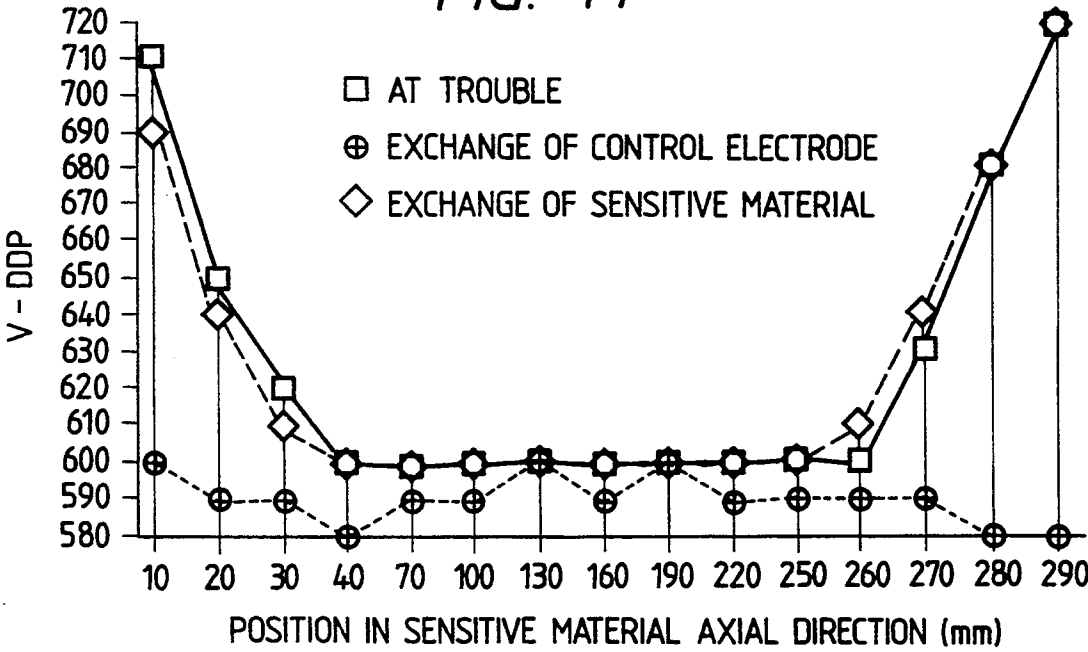 720
710
700
690
680
670
660
650
640
630
620
610
600
590
580
V - DDP
AT TROUBLE
EXCHANGE OF CONTROL ELECTRODE
EXCHANGE OF SENSITIVE MATERIAL
10 20 30 40 70 100 130 160 190 220 250 260 270 280 290
POSITION IN SENSITIVE MATERIAL AXIAL DIRECTION (mm)